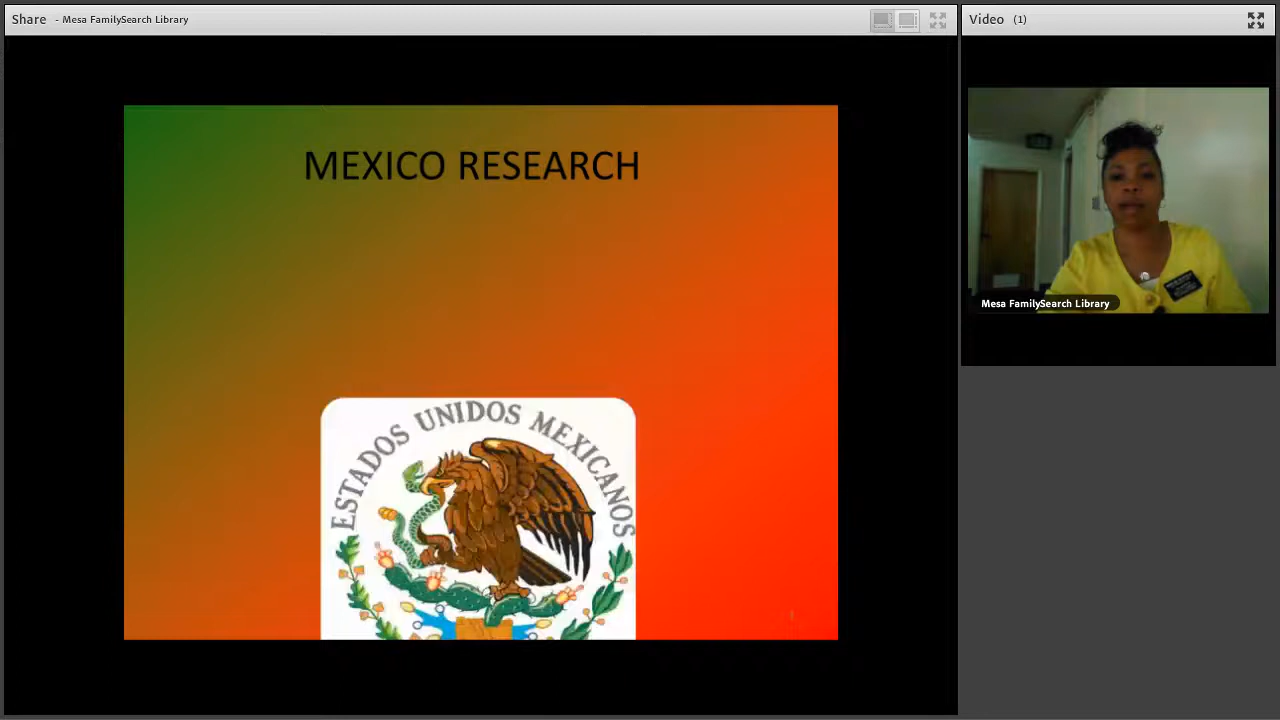 Share - Mesa FamilySearch Library
Video (1)
MEXICO RESEARCH
ESTADOS UNIDOS MEXICANOS
Mesa FamilySearch Library